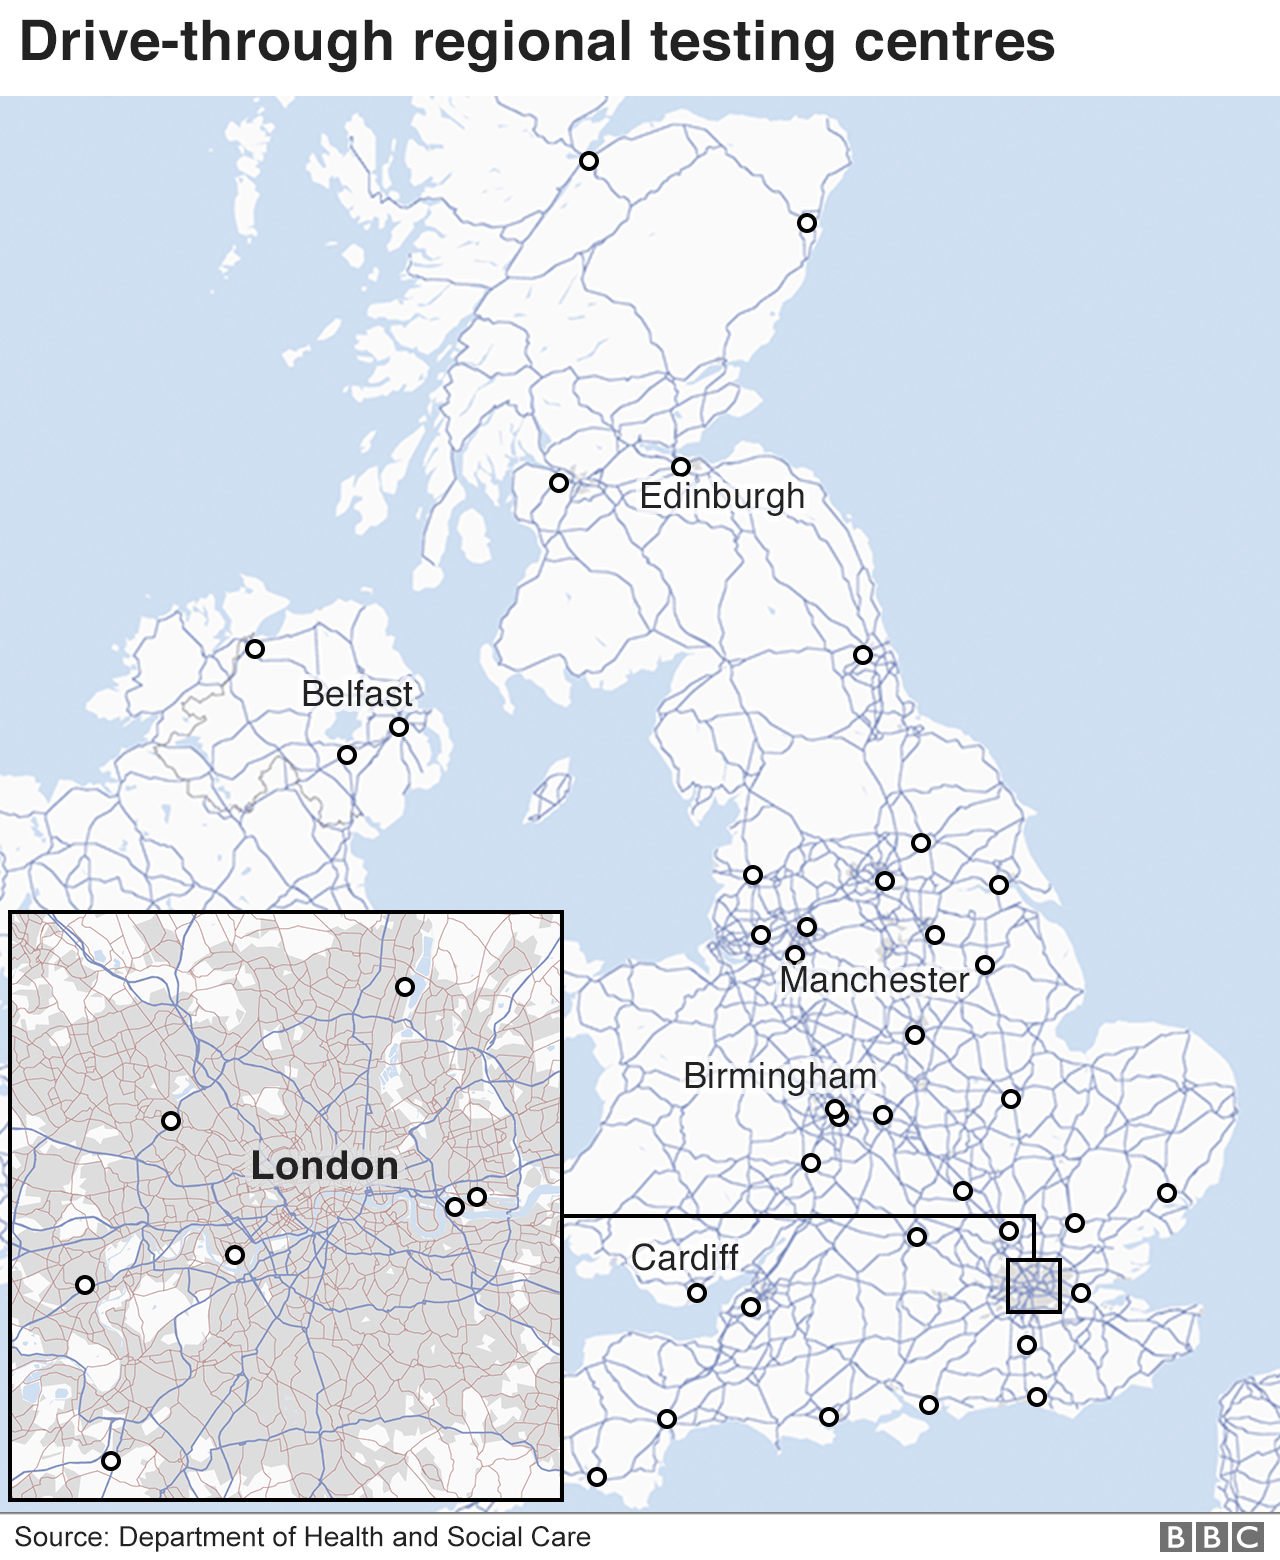 Drive-through regional testing centres
Edinburgh
Belfast
Manchester
Birmingham
London
Cardiff
Source: Department of Health and Social Care
BBC